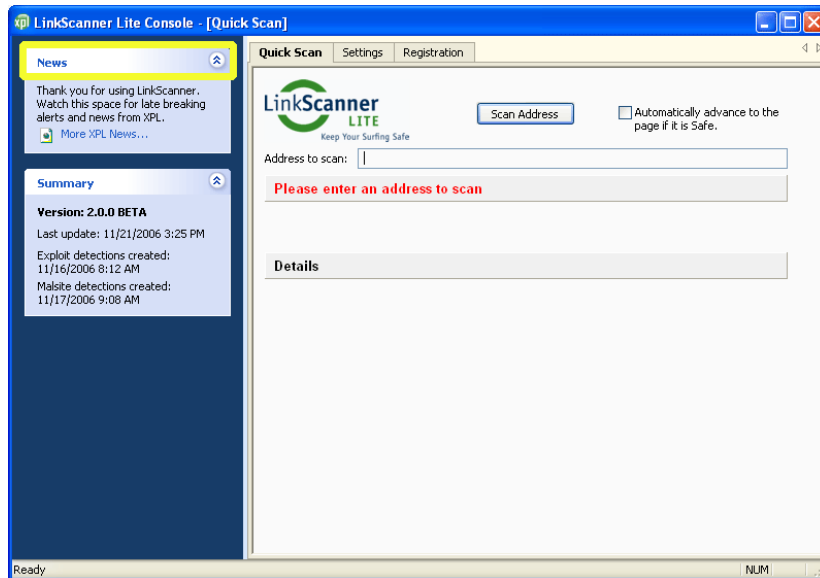 xpl LinkScanner Lite Console - [Quick Scan]
News
Thank you for using LinkScanner.
Watch this space for late breaking
alerts and news from XPL.
More XPL News...
Summary
Version: 2.0.0 BETA
Last update: 11/21/2006 3:25 PM
Exploit detections created:
11/16/2006 8:12 AM
Malsite detections created:
11/17/2006 9:08 AM
Quick Scan Settings Registration
LinkScanner
LITE
Keep Your Surfing Safe
Scan Address
Automatically advance to the
page if it is Safe.
Address to scan:
Please enter an address to scan
Details
Ready NUM